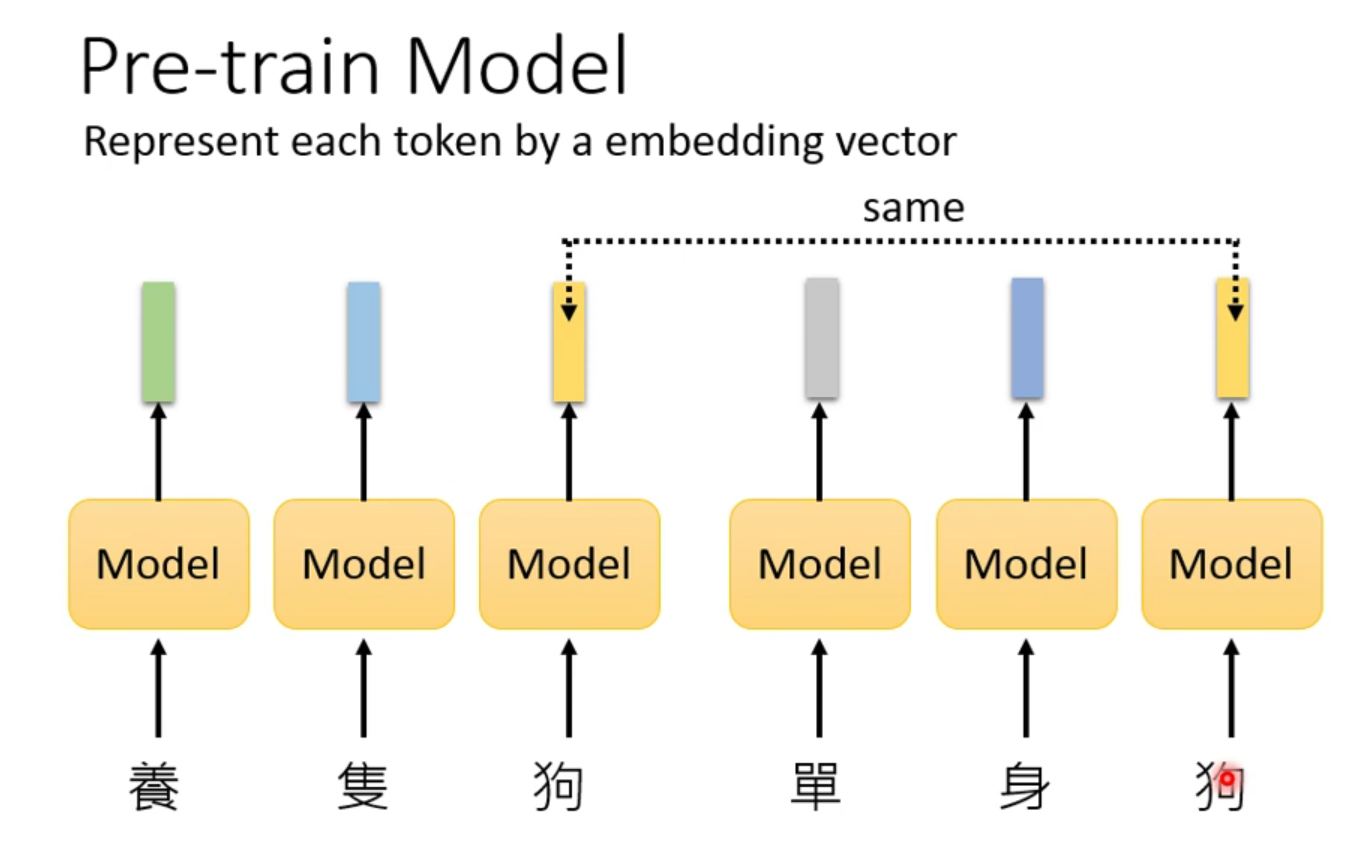 Pre-train Model
Represent each token by a embedding vector
same
Model Model Model Model Model Model
養 隻 狗 單 身 狗